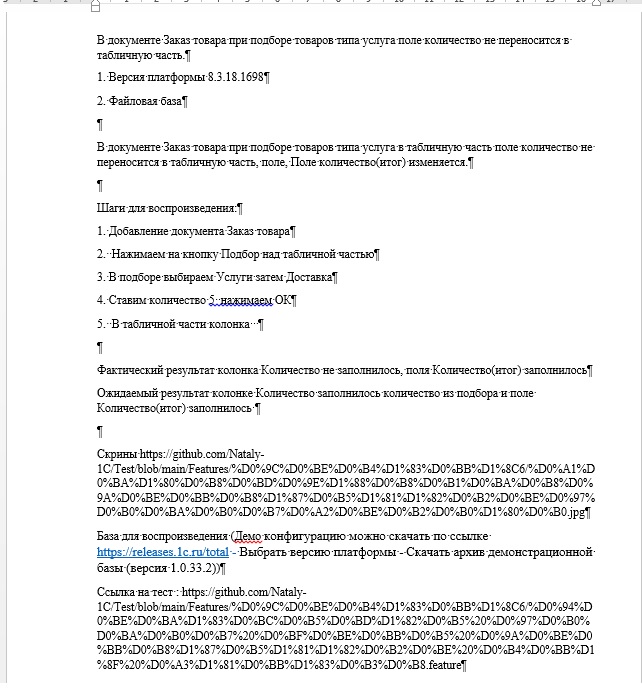 В документе Заказ товара при подборе товаров типа услуга поле количество не переносится в
табличную часть.¶
1. Версия платформы 8.3.18.1698¶
2. Файловая база¶
¶
В документе Заказ товара при подборе товаров типа услуга в табличную часть поле количество не
переносится в табличную часть, поле, Поле количество(итог) изменяется.¶
¶
Шаги для воспроизведения:¶
1. Добавление документа Заказ товара¶
2. Нажимаем на кнопку Подбор над табличной частью¶
3. В подборе выбираем Услуги затем Доставка¶
4. Ставим количество 5 нажимаем ОК¶
5. В табличной части колонка ¶
¶
Фактический результат колонка Количество не заполнилось, поля Количество(итог) заполнилось¶
Ожидаемый результат колонке Количество заполнилось количество из подбора и поле
Количество(итог) заполнилось ¶
¶
Скрины https://github.com/Nataly-
1C/Test/blob/main/Features/%D0%9C%D0%BE%D0%B4%D1%83%D0%BB%D1%8C6/%D0%A1%D
0%BA%D1%80%D0%B8%D0%BD%D0%9E%D1%88%D0%B8%D0%B1%D0%BA%D0%B8%D0%
9A%D0%BE%D0%BB%D0%B8%D1%87%D0%B5%D1%81%D1%82%D0%B2%D0%BE%D0%97%
D0%B0%D0%BA%D0%B0%D0%B7%D0%A2%D0%BE%D0%B2%D0%B0%D1%80%D0%B0.jpg¶
База для воспроизведения (Демо конфигурацию можно скачать по ссылке
https://releases.1c.ru/total - Выбрать версию платформы - Скачать архив демонстрационной
базы (версия 1.0.33.2))¶
Ссылка на тест : https://github.com/Nataly-
1C/Test/blob/main/Features/%D0%9C%D0%BE%D0%B4%D1%83%D0%BB%D1%8C6/%D0%94%D
0%BE%D0%BA%D1%83%D0%BC%D0%B5%D0%BD%D1%82%D0%B5%20%D0%97%D0%B0%
D0%BA%D0%B0%D0%B7%20%D0%BF%D0%BE%D0%BB%D0%B5%20%D0%9A%D0%BE%D0
%BB%D0%B8%D1%87%D0%B5%D1%81%D1%82%D0%B2%D0%BE%20%D0%B4%D0%BB%D1
%8F%20%D0%A3%D1%81%D0%BB%D1%83%D0%B3%D0%B8.feature¶